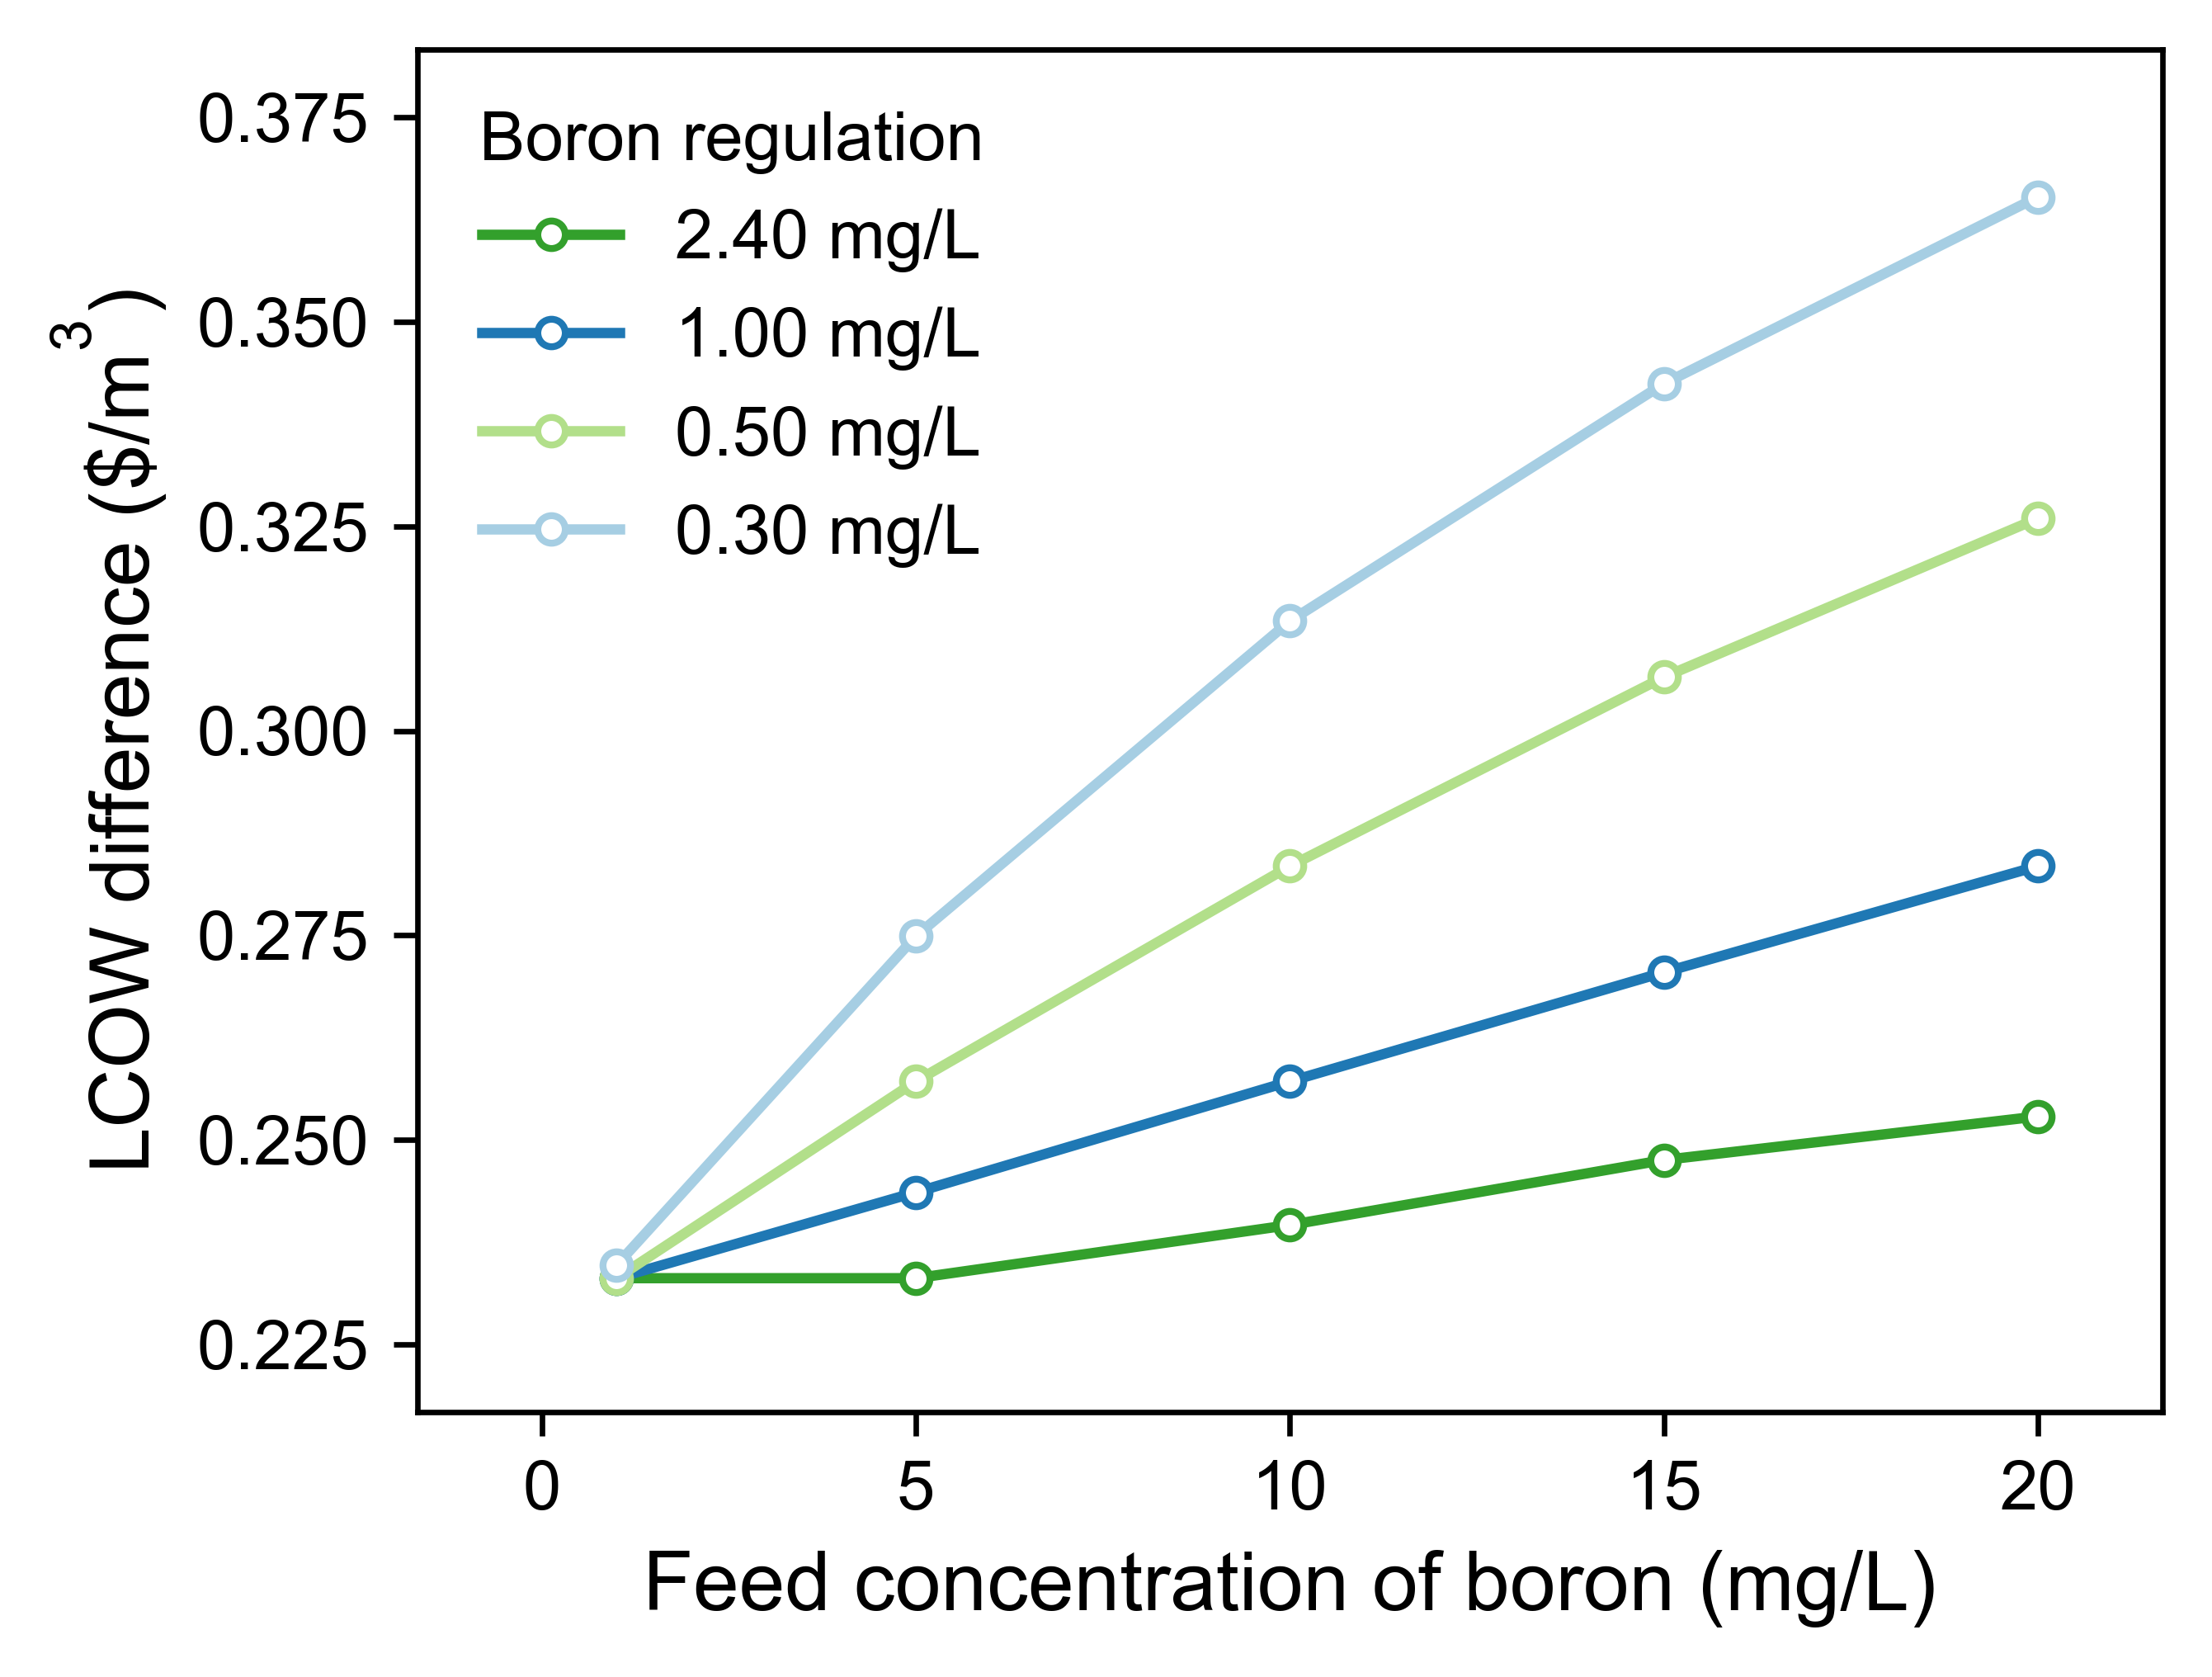 LCOW difference ($/m³)
0.375
0.350
0.325
0.300
0.275
0.250
0.225
Boron regulation
2.40 mg/L
1.00 mg/L
0.50 mg/L
0.30 mg/L
0 5 10 15 20
Feed concentration of boron (mg/L)